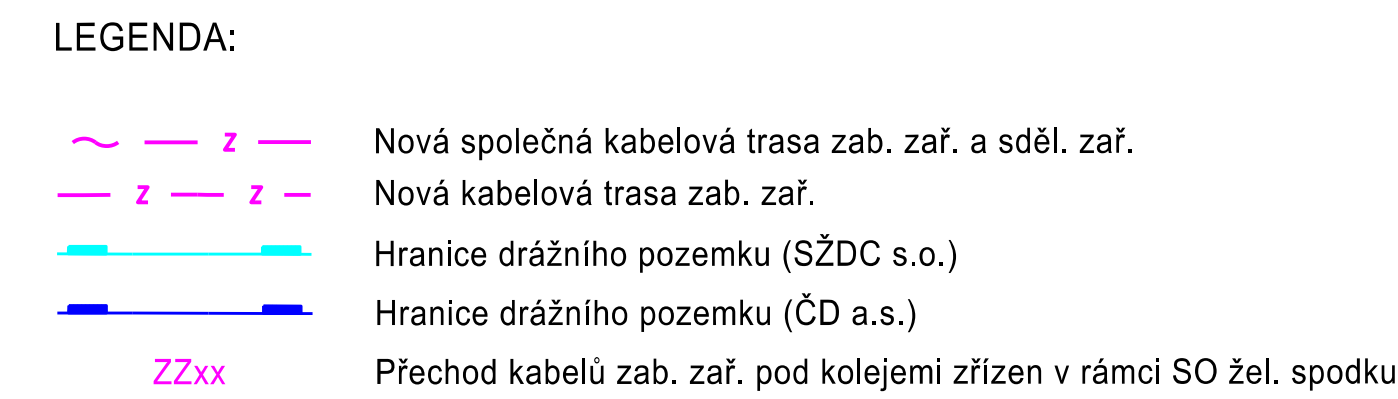 LEGENDA:
z Nová společná kabelová trasa zab. zař. a sděl. zař.
z z Nová kabelová trasa zab. zař.
Hranice drážního pozemku (SŽDC s.o.)
Hranice drážního pozemku (ČD a.s.)
ZZxx Přechod kabelů zab. zař. pod kolejemi zřízen v rámci SO žel. spodku